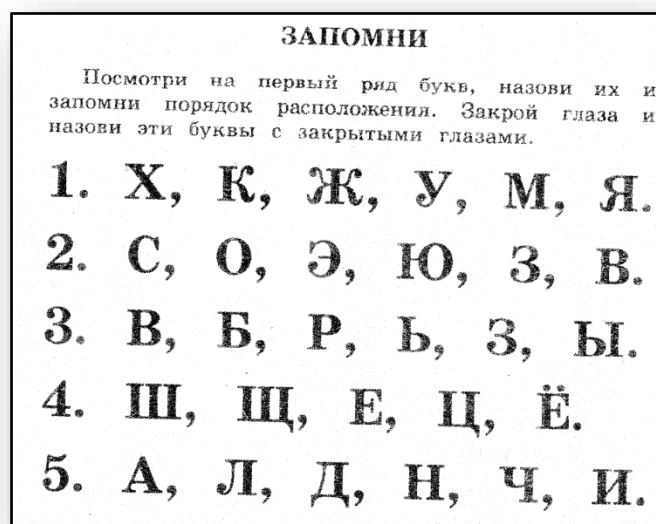 ЗАПОМНИ
Посмотри на первый ряд букв, назови их и
запомни порядок расположения. Закрой глаза и
назови эти буквы с закрытыми глазами.
1. Х, К, Ж, У, М, Я.
2. С, О, Э, Ю, З, В.
3. В, Б, Р, Ь, З, Ы.
4. Ш, Щ, Е, Ц, Ё.
5. А, Л, Д, Н, Ч, И.